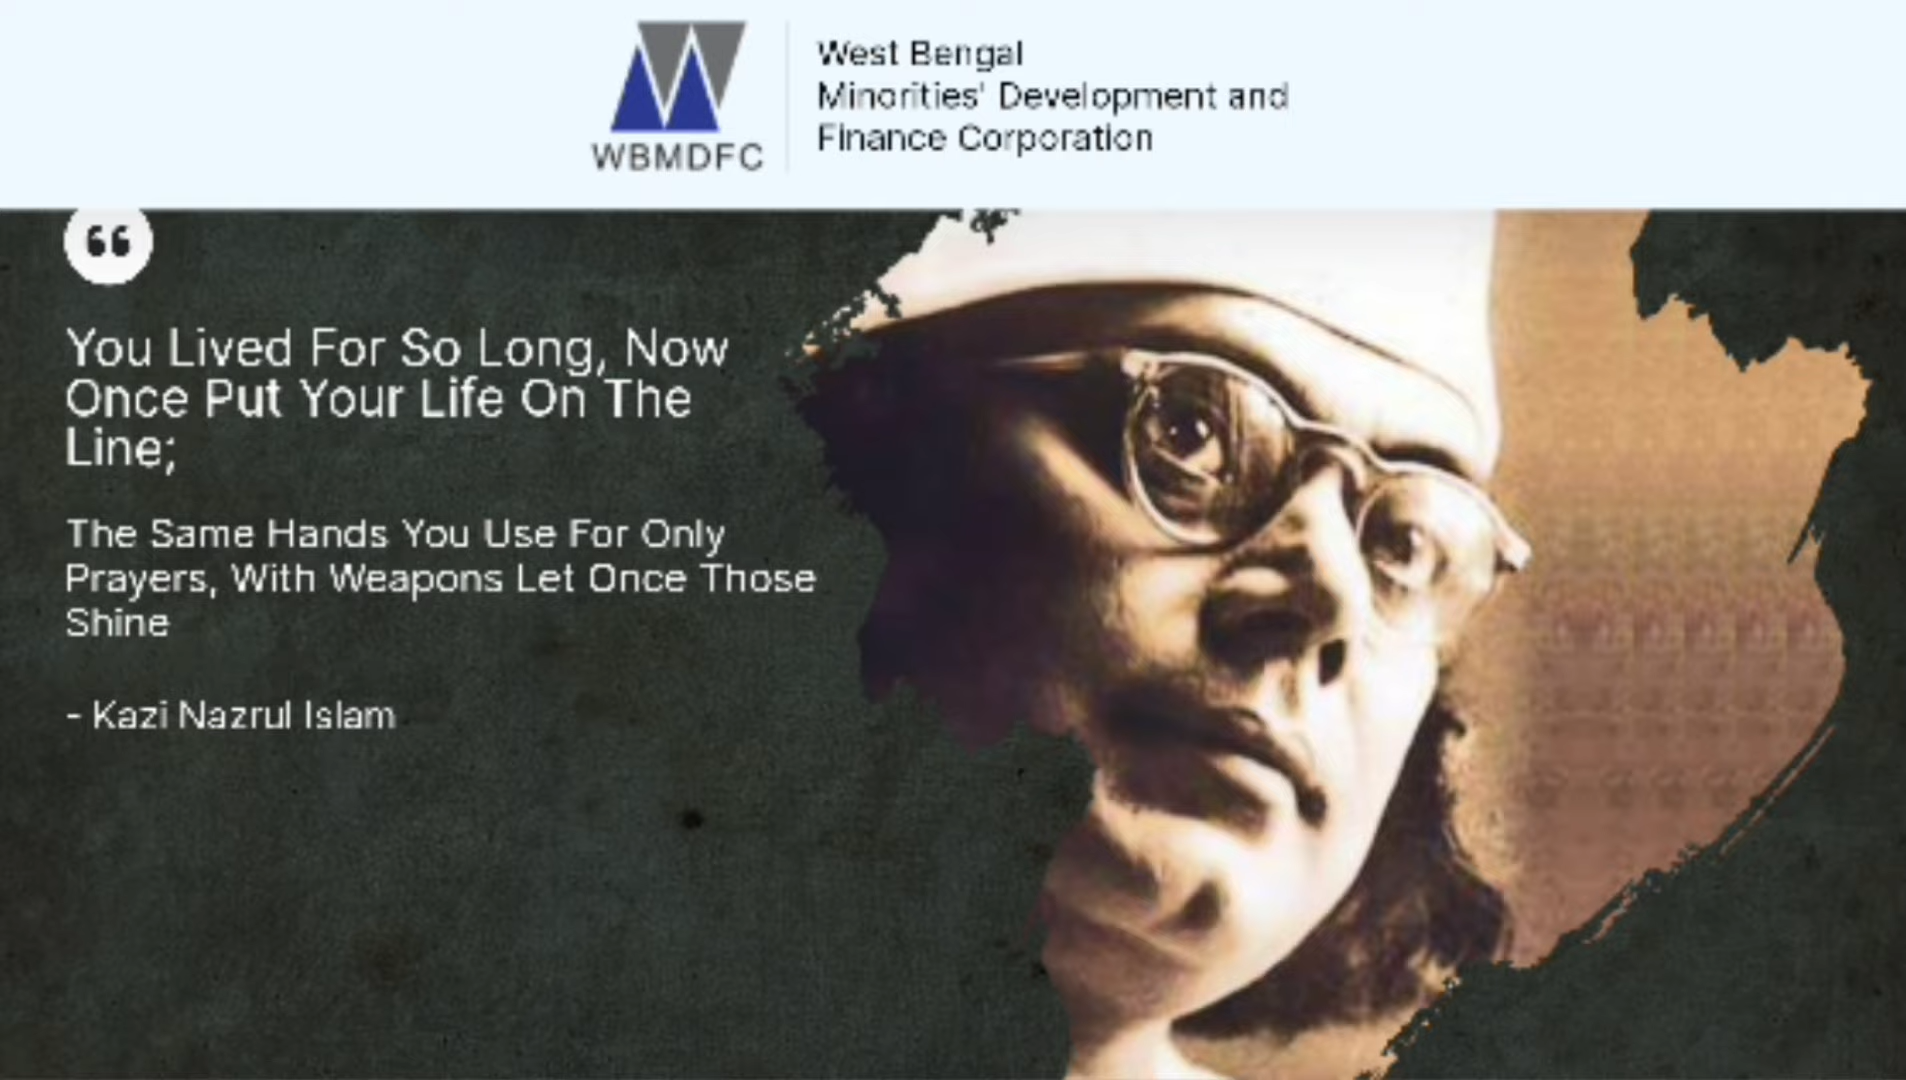 WBMDFC
West Bengal
Minorities' Development and
Finance Corporation
You Lived For So Long, Now
Once Put Your Life On The
Line;
The Same Hands You Use For Only
Prayers, With Weapons Let Once Those
Shine
- Kazi Nazrul Islam